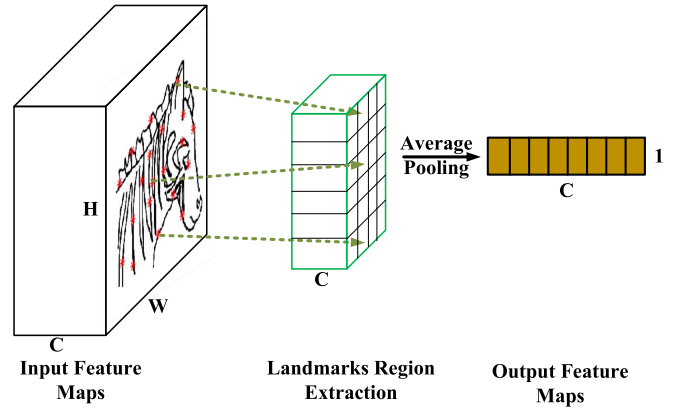 H
W
C
Input Feature
Maps
C
Landmarks Region
Extraction
Average
Pooling
1
C
Output Feature
Maps